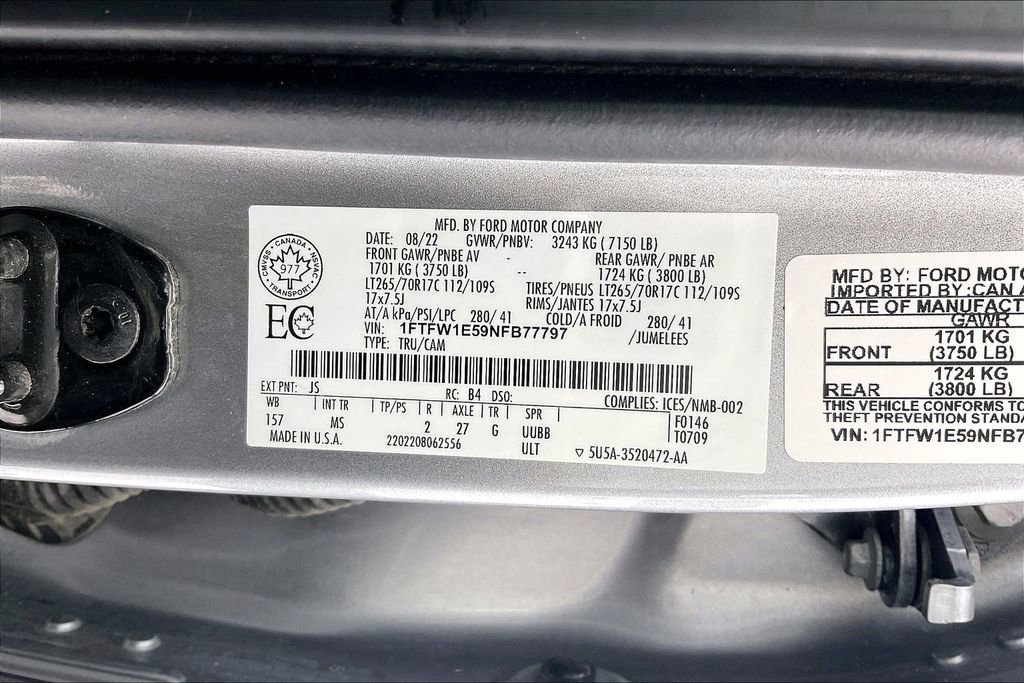 MFD. BY FORD MOTOR COMPANY
DATE: 08/22 GVWR/PNBV: 3243 KG ( 7150 LB)
FRONT GAWR/PNBE AV - REAR GAWR/ PNBE AR
1701 KG ( 3750 LB) -- 1724 KG ( 3800 LB)
LT265/70R17C 112/109S TIRES/PNEUS LT265/70R17C 112/109S
17x7.5J RIMS/JANTES 17x7.5J
AT/A kPa/PSI/LPC 280/ 41 COLD/A FROID 280/ 41
VIN: 1FTFW1E59NFB77797 /JUMELEES
TYPE: TRU/CAM
CANADA
CMVSS • NSVAC
977
TRANSPORT
EC
EXT PNT: JS RC: B4 DSO: COMPLIES: ICES/NMB-002
WB INT TR TP/PS R AXLE TR SPR F0146
157 MS 2 27 G UUBB T0709
MADE IN U.S.A. 2202208062556 ULT ▽ 5U5A-3520472-AA
MFD BY: FORD MOTO
IMPORTED BY:CAN A
DATE OF MANUFACT
GAWR
FRONT 1701 KG
(3750 LB)
REAR 1724 KG
(3800 LB)
THIS VEHICLE CONFORMS TO
THEFT PREVENTION STANDA
VIN: 1FTFW1E59NFB7